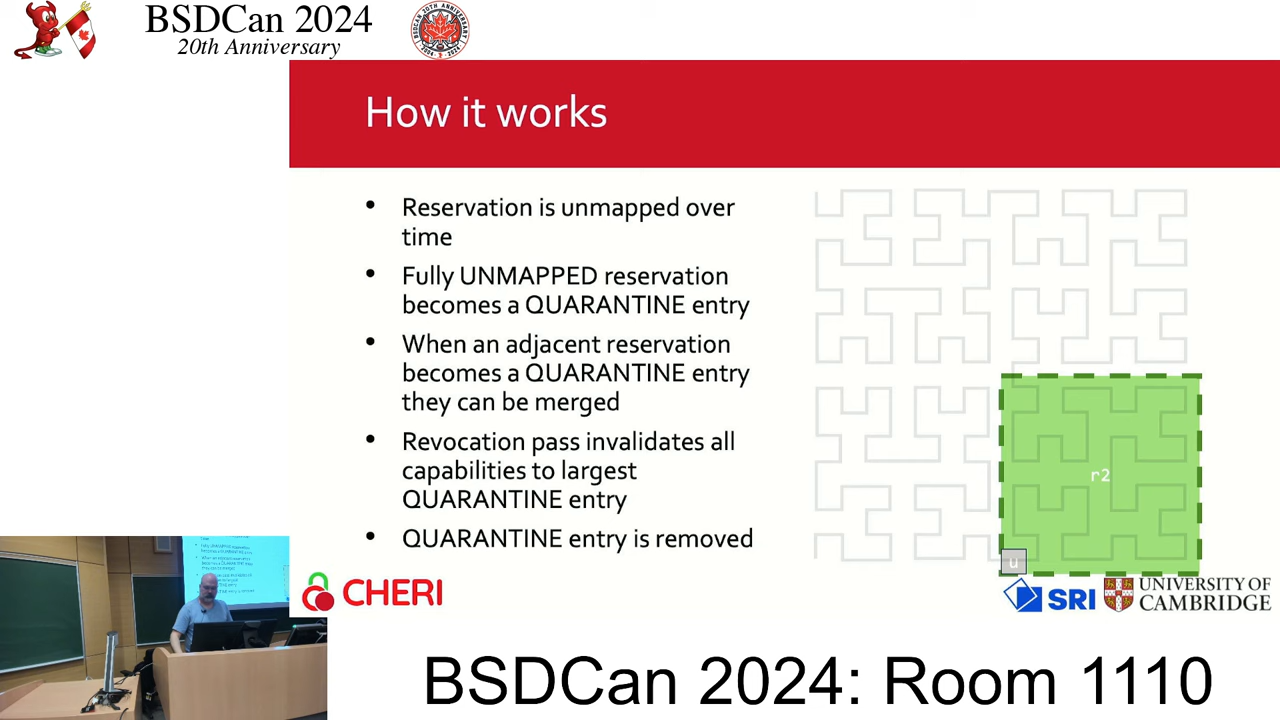 BSDCan 2024
20th Anniversary
How it works
• Reservation is unmapped over
time
• Fully UNMAPPED reservation
becomes a QUARANTINE entry
• When an adjacent reservation
becomes a QUARANTINE entry
they can be merged
• Revocation pass invalidates all
capabilities to largest
QUARANTINE entry
• QUARANTINE entry is removed
r2
u
CHERI
SRI
UNIVERSITY OF
CAMBRIDGE
BSDCan 2024: Room 1110